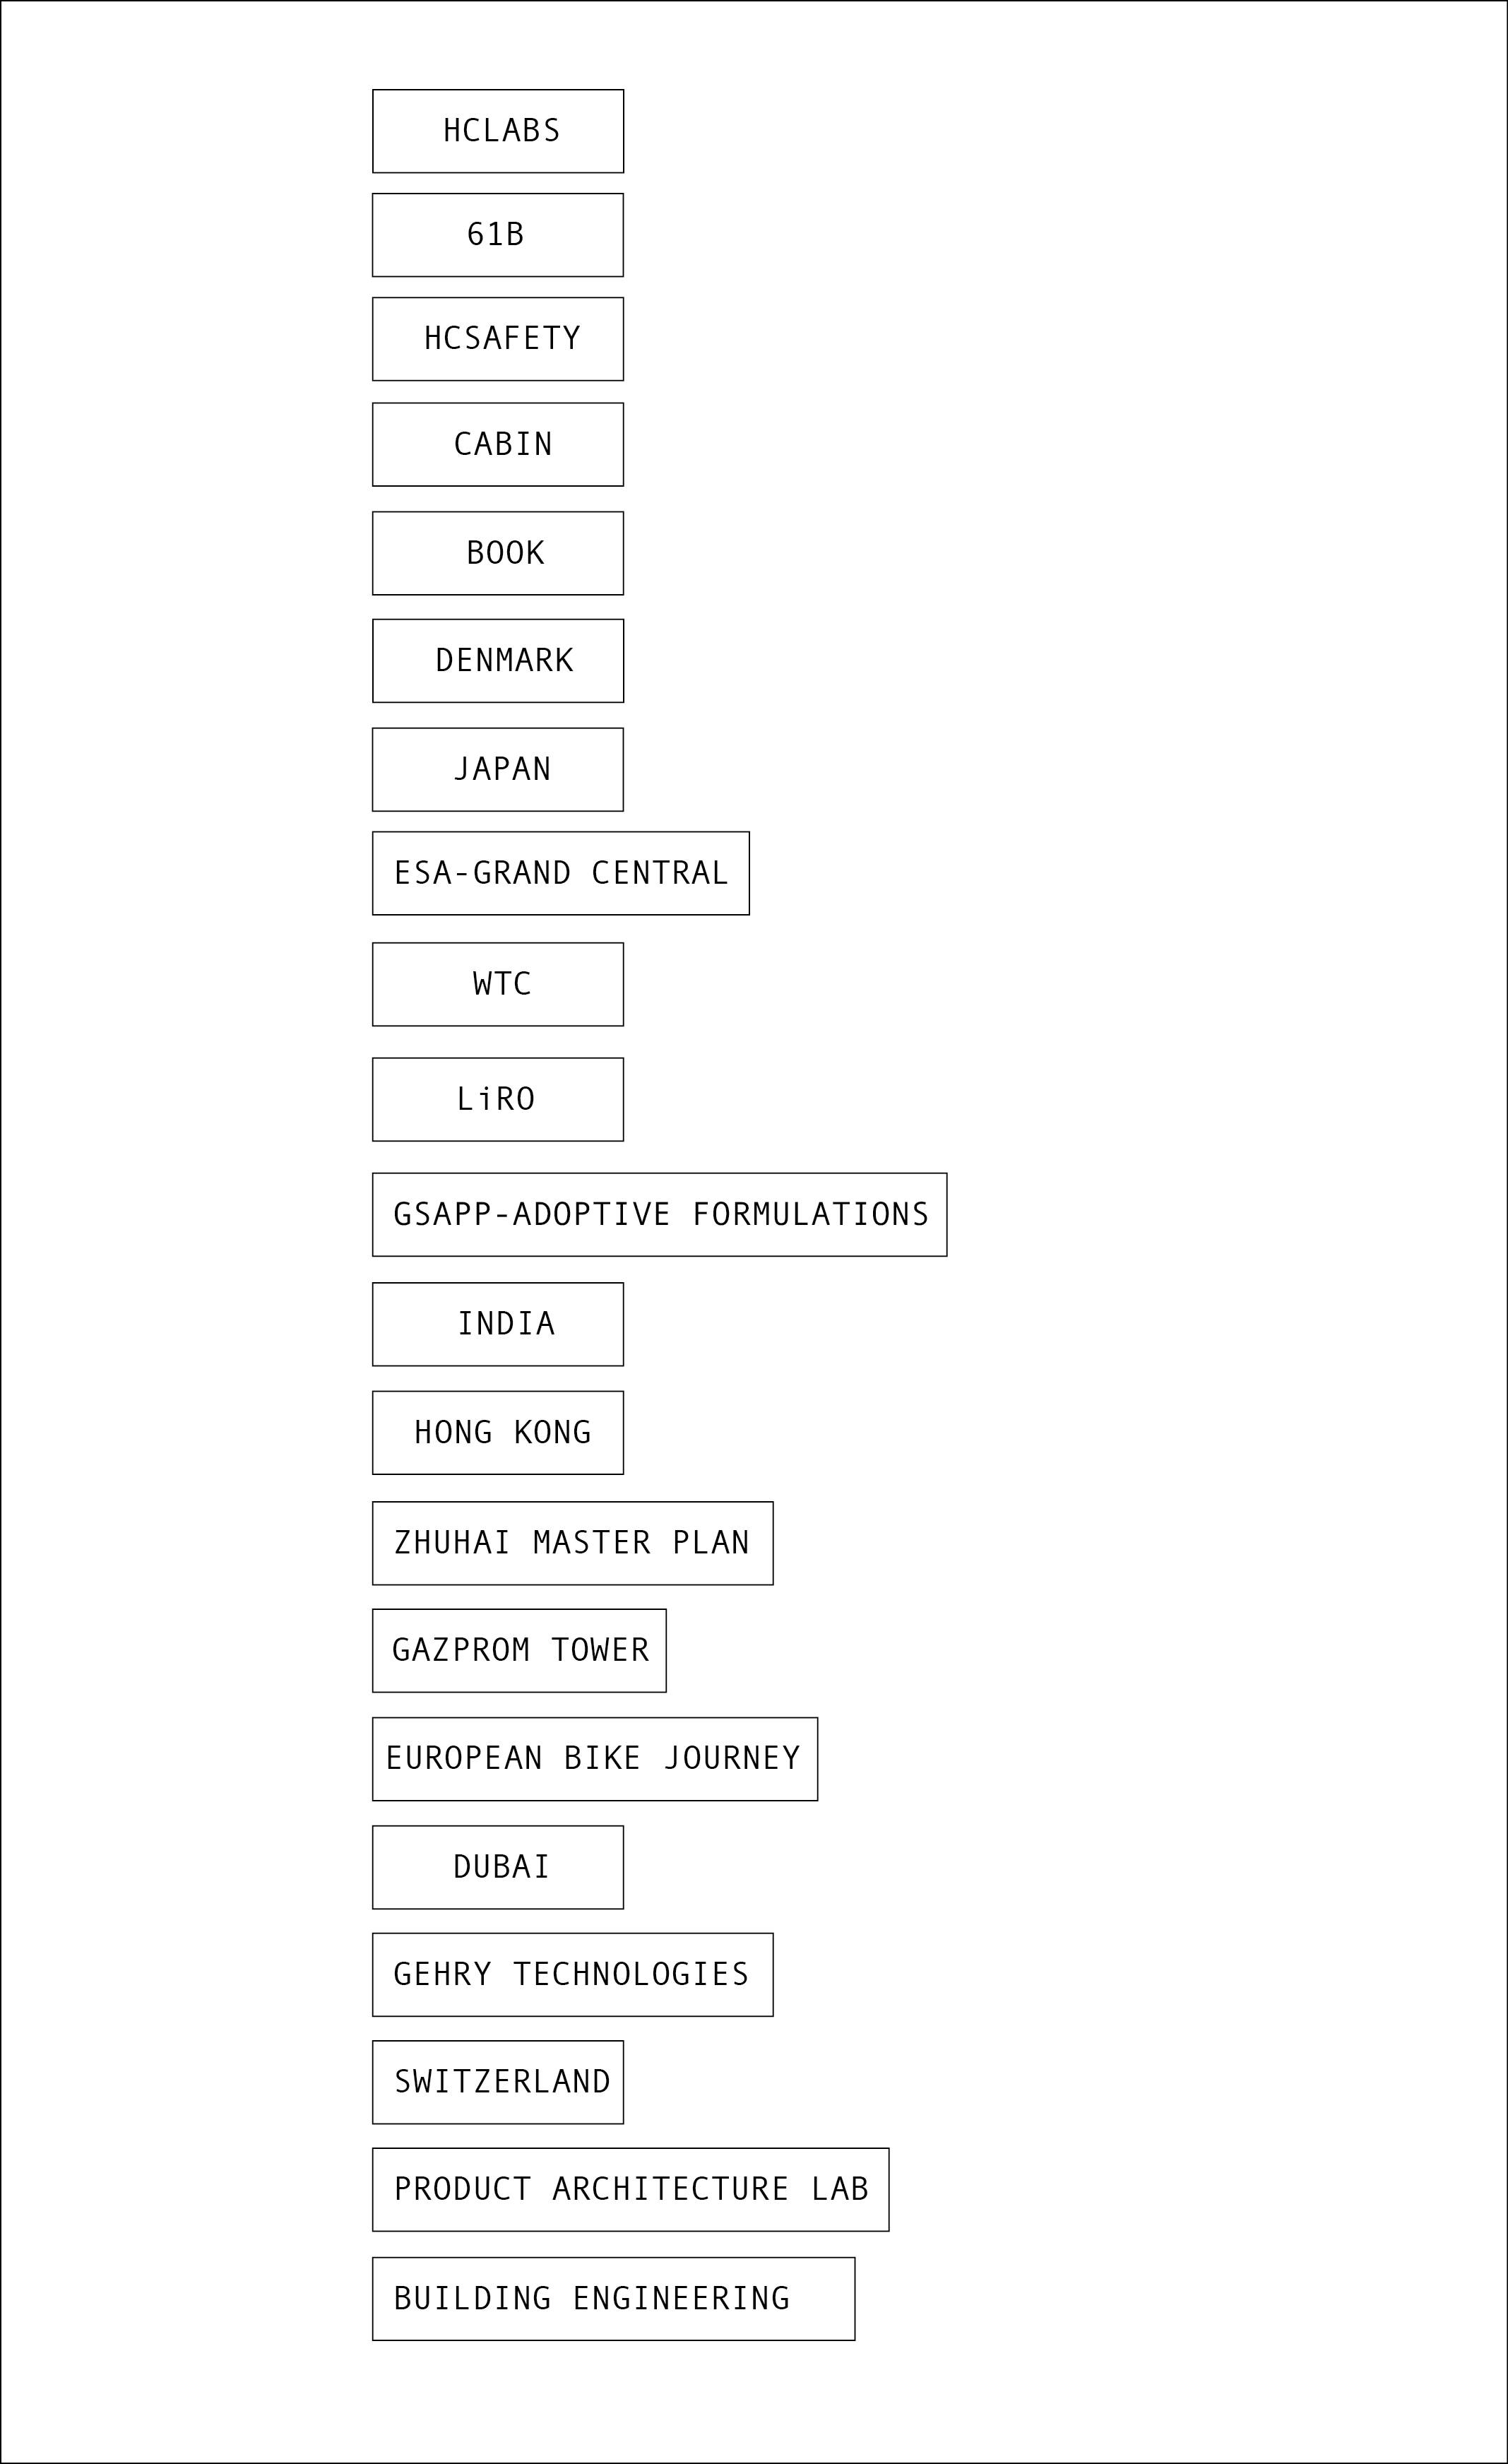 HCLABS
61B
HCSAFETY
CABIN
BOOK
DENMARK
JAPAN
ESA-GRAND CENTRAL
WTC
LiRO
GSAPP-ADOPTIVE FORMULATIONS
INDIA
HONG KONG
ZHUHAI MASTER PLAN
GAZPROM TOWER
EUROPEAN BIKE JOURNEY
DUBAI
GEHRY TECHNOLOGIES
SWITZERLAND
PRODUCT ARCHITECTURE LAB
BUILDING ENGINEERING